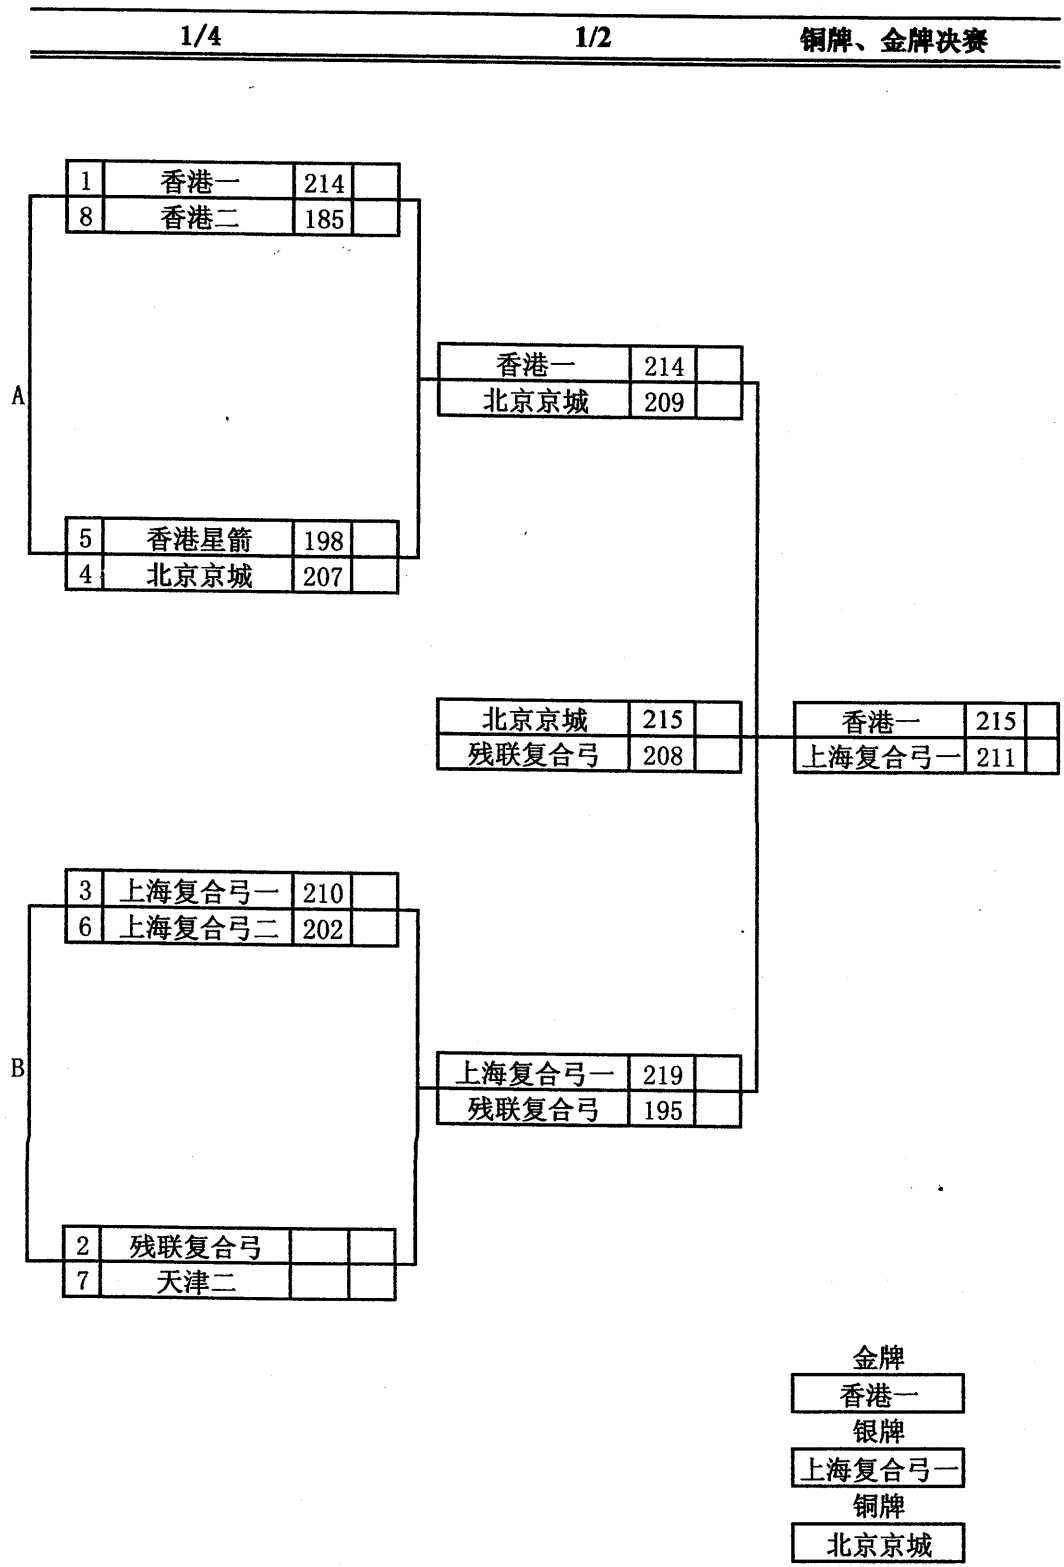 1/4 1/2 铜牌、金牌决赛
1 香港一 214
8 香港二 185
香港一 214
A
北京京城 209
5 香港星箭 198
4 北京京城 207
北京京城 215 香港一 215
残联复合弓 208 上海复合弓一 211
3 上海复合弓一 210
6 上海复合弓二 202
B
上海复合弓一 219
残联复合弓 195
2 残联复合弓
7 天津二
金牌
香港一
银牌
上海复合弓一
铜牌
北京京城